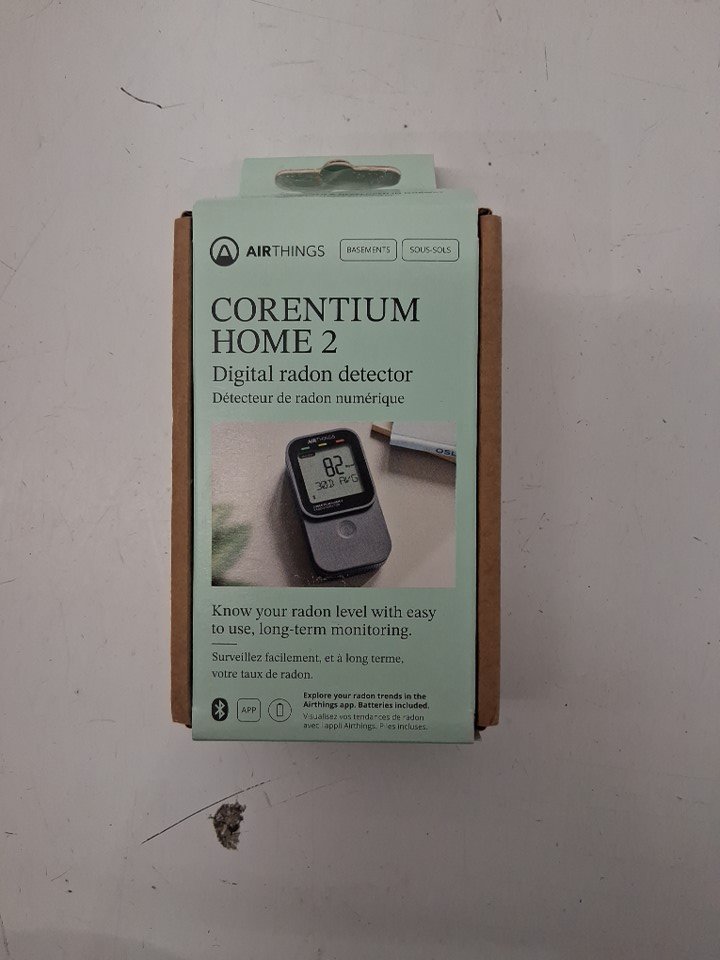 AIRTHINGS
BASEMENTS
SOUS-SOLS
CORENTIUM
HOME 2
Digital radon detector
Détecteur de radon numérique
AIRTHINGS
82
30D AVG
OSL
Know your radon level with easy
to use, long-term monitoring.
Surveillez facilement, et à long terme,
votre taux de radon.
APP
Explore your radon trends in the
Airthings app. Batteries included.
Visualisez vos tendances de radon
avec l'appli Airthings. Piles incluses.